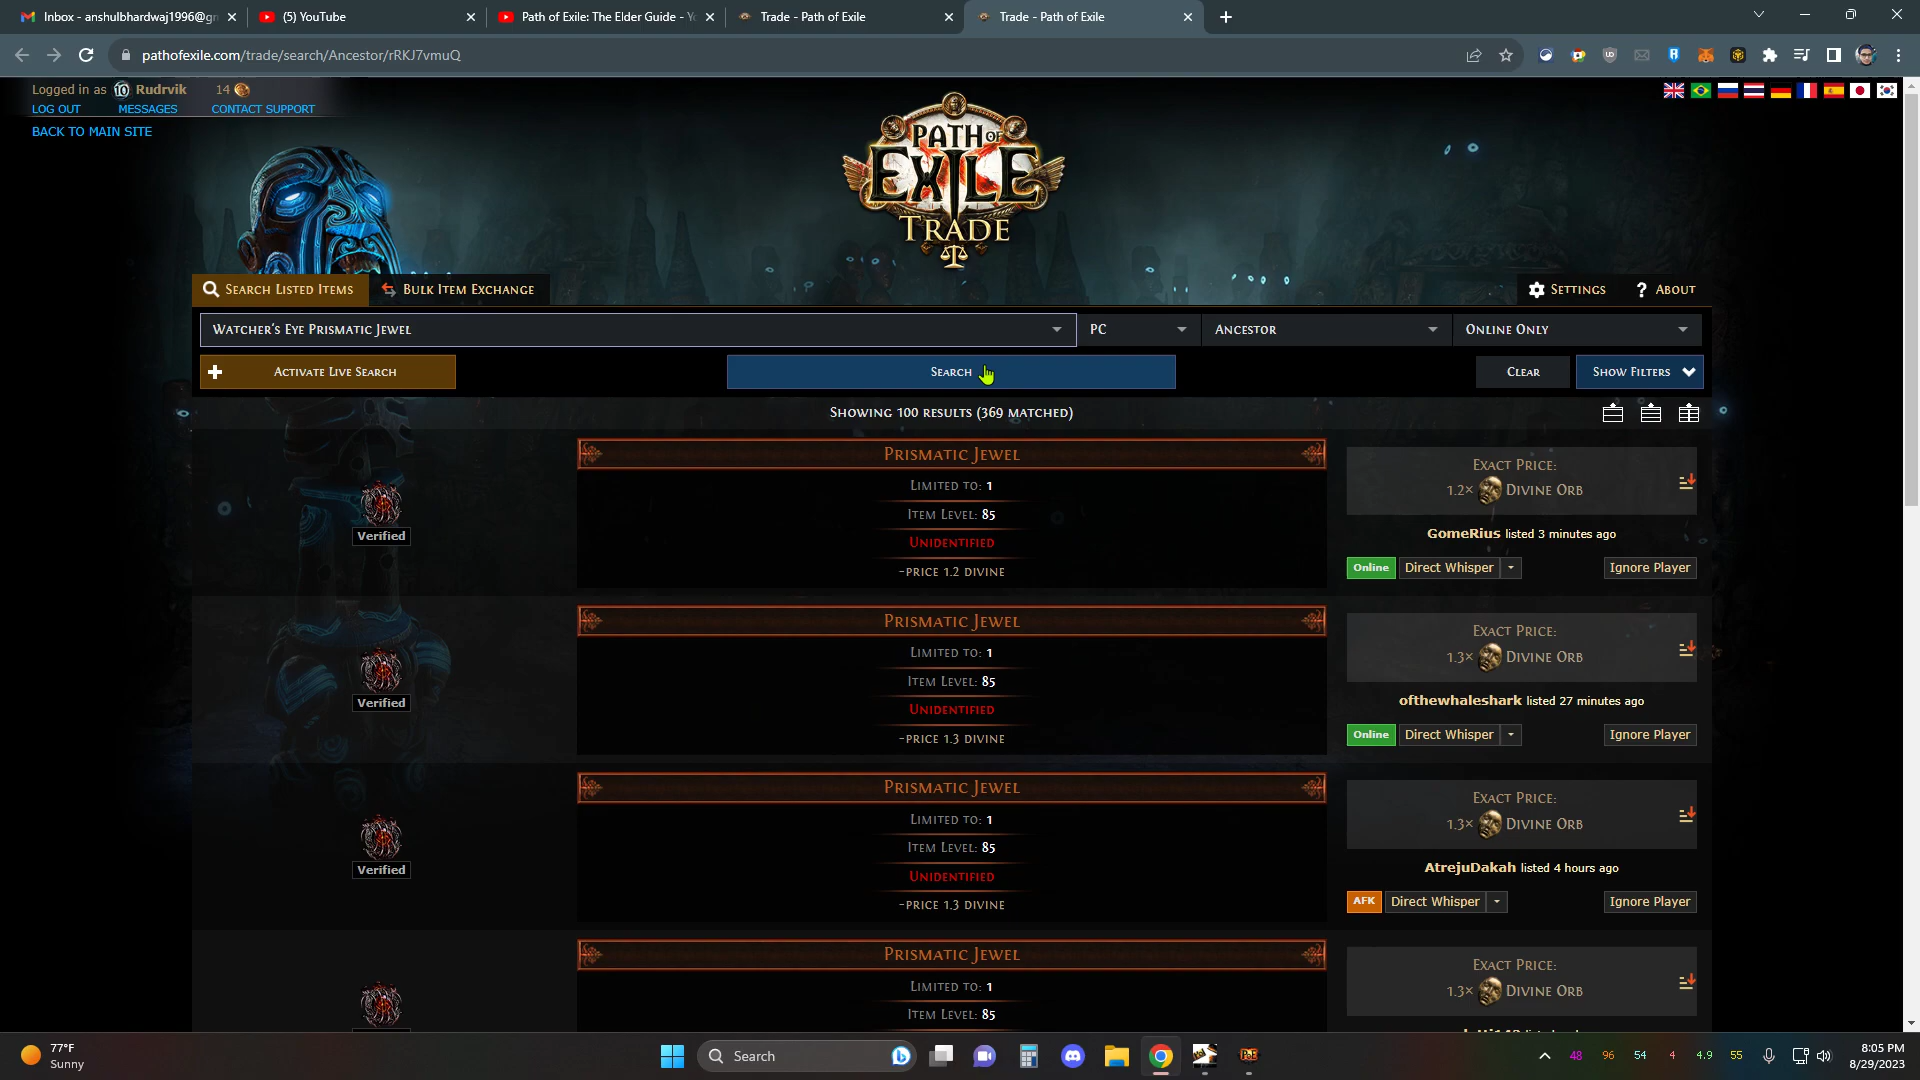 Inbox - anshulbhardwaj1996@gm
(5) YouTube
Path of Exile: The Elder Guide - Yo
Trade - Path of Exile
Trade - Path of Exile
pathofexile.com/trade/search/Ancestor/rRKJ7vmuQ
Logged in as 10 Rudrvik 14
LOG OUT MESSAGES CONTACT SUPPORT
BACK TO MAIN SITE
PATH OF
EXILE
TRADE
SEARCH LISTED ITEMS
BULK ITEM EXCHANGE
SETTINGS
? ABOUT
WATCHER'S EYE PRISMATIC JEWEL
PC
ANCESTOR
ONLINE ONLY
ACTIVATE LIVE SEARCH
SEARCH
CLEAR
SHOW FILTERS
SHOWING 100 RESULTS (369 MATCHED)
Verified
PRISMATIC JEWEL
LIMITED TO: 1
ITEM LEVEL: 85
UNIDENTIFIED
~PRICE 1.2 DIVINE
EXACT PRICE:
1.2× DIVINE ORB
GomeRius listed 3 minutes ago
Online Direct Whisper Ignore Player
Verified
PRISMATIC JEWEL
LIMITED TO: 1
ITEM LEVEL: 85
UNIDENTIFIED
~PRICE 1.3 DIVINE
EXACT PRICE:
1.3× DIVINE ORB
ofthewhaleshark listed 27 minutes ago
Online Direct Whisper Ignore Player
Verified
PRISMATIC JEWEL
LIMITED TO: 1
ITEM LEVEL: 85
UNIDENTIFIED
~PRICE 1.3 DIVINE
EXACT PRICE:
1.3× DIVINE ORB
AtrejuDakah listed 4 hours ago
AFK Direct Whisper Ignore Player
PRISMATIC JEWEL
LIMITED TO: 1
ITEM LEVEL: 85
EXACT PRICE:
1.3× DIVINE ORB
77°F
Sunny
Search
48 96 54 4 4.9 55
8:05 PM
8/29/2023